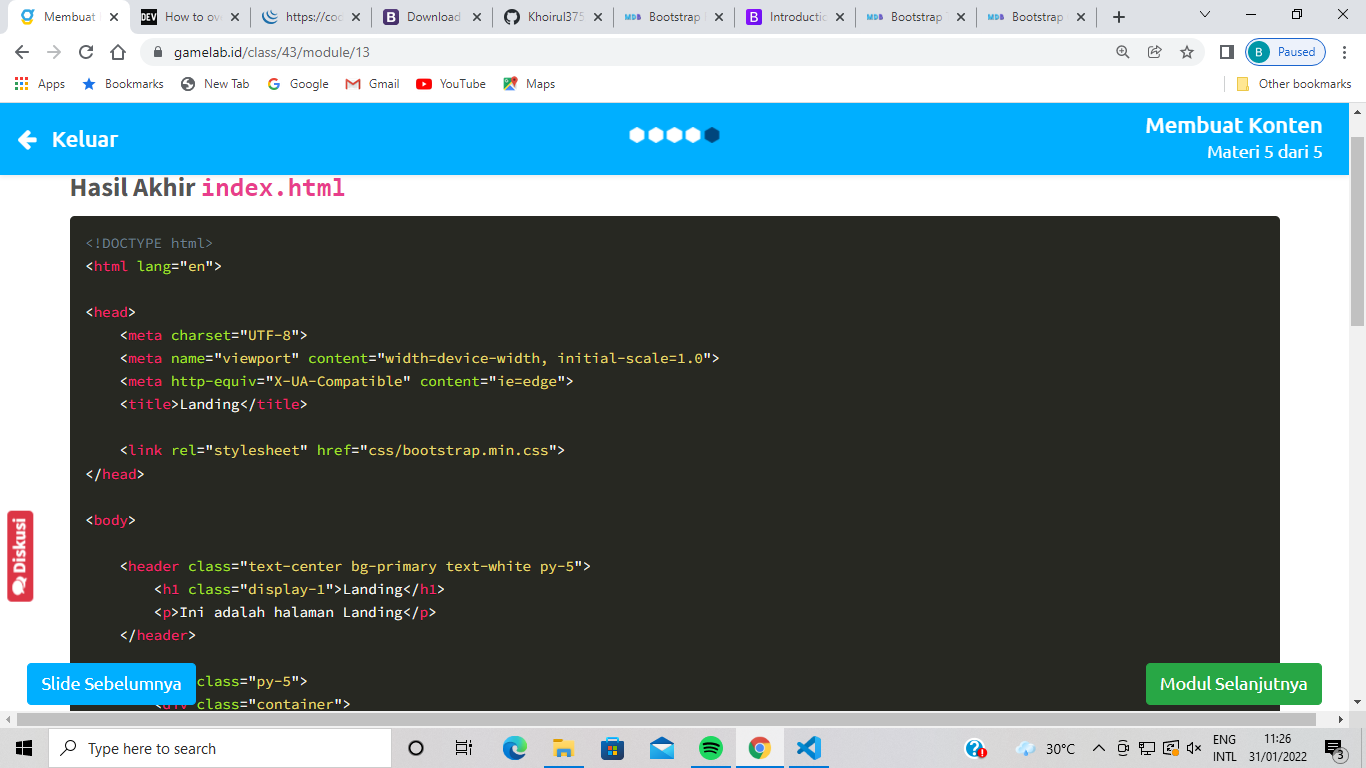 Membuat
How to ov
https://coc
Download
Khoirul375
Bootstrap
Introductio
Bootstrap
Bootstrap
gamelab.id/class/43/module/13
B Paused
Apps
Bookmarks
New Tab
Google
Gmail
YouTube
Maps
Other bookmarks
Keluar
Membuat Konten
Materi 5 dari 5
Hasil Akhir index.html
<!DOCTYPE html>
<html lang="en">
<head>
<meta charset="UTF-8">
<meta name="viewport" content="width=device-width, initial-scale=1.0">
<meta http-equiv="X-UA-Compatible" content="ie=edge">
<title>Landing</title>
<link rel="stylesheet" href="css/bootstrap.min.css">
</head>
<body>
<header class="text-center bg-primary text-white py-5">
<h1 class="display-1">Landing</h1>
<p>Ini adalah halaman Landing</p>
</header>
class="py-5">
<div class="container">
Diskusi
Slide Sebelumnya
Modul Selanjutnya
Type here to search
30°C
ENG
INTL
11:26
31/01/2022
3